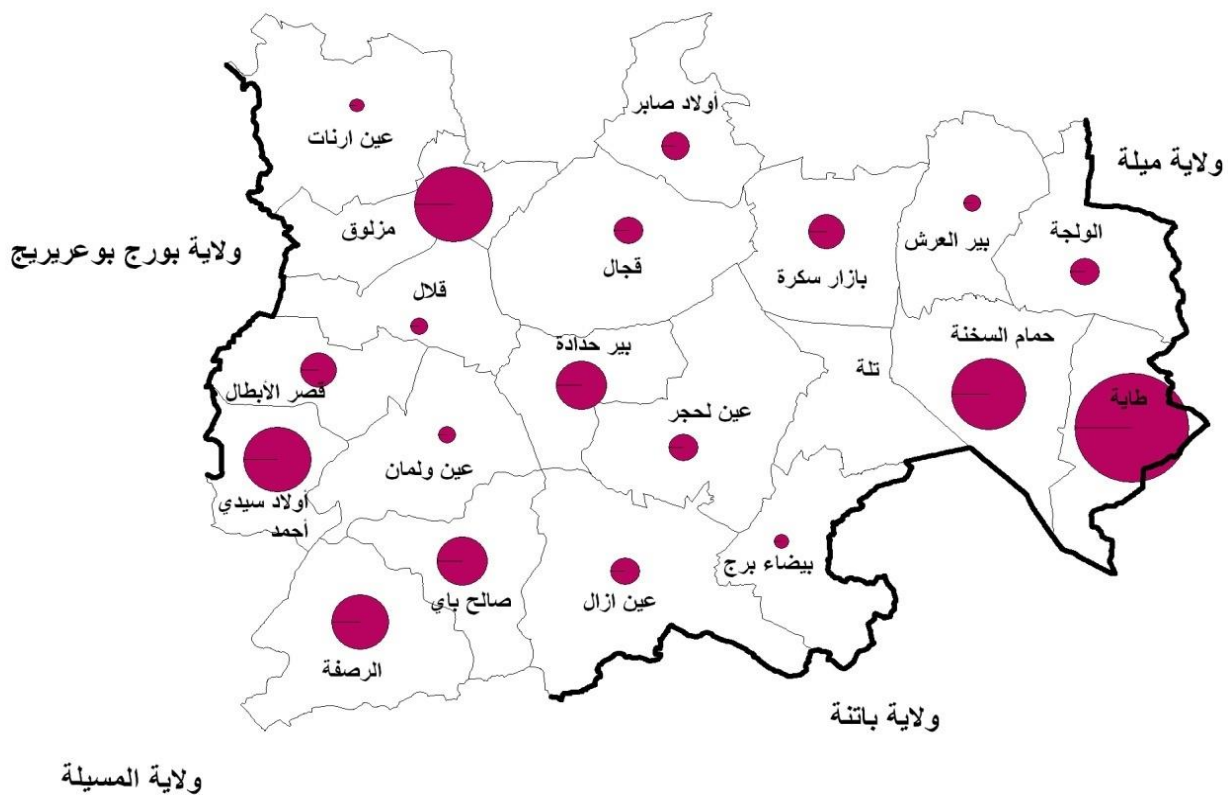 أولاد صابر
عين ارنات
ولاية ميلة
الولجة
مزلوق
بير العرش
ولاية بورج بوعريريج
قجال
بازار سكرة
قلال
حمام السخنة
بير حدادة
تلة
قصر الأبطال
طاية
عين لحجر
عين ولمان
أولاد سيدي
أحمد
بيضاء برج
صالح باي
عين ازال
الرصفة
ولاية باتنة
ولاية المسيلة